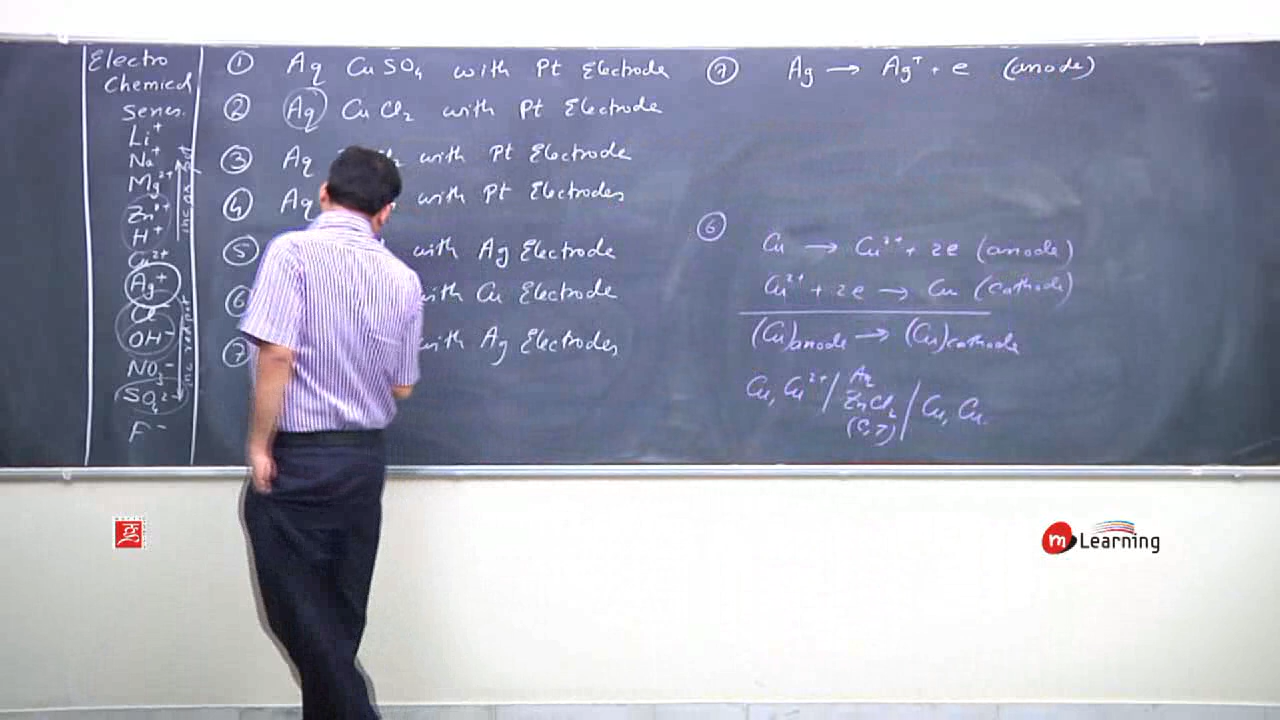 Electro
Chemical
Series.
Li⁺
Na⁺
Mg²⁺
Zn²⁺
H⁺
Cu²⁺
Ag⁺
Cl⁻
OH⁻
NO₃⁻
SO₄²⁻
F⁻
inc red pot
① Aq CuSO₄ with Pt Electrode
② Aq CuCl₂ with Pt Electrode
③ Aq with Pt Electrode
④ Aq with Pt Electrodes
⑤ with Ag Electrode
⑥ with Cu Electrode
⑦ with Ag Electrodes
⑦ Ag → Ag⁺ + e (anode)
⑥ Cu → Cu²⁺ + 2e (anode)
Cu²⁺ + 2e → Cu (cathode)
(Cu)anode → (Cu)cathode
Cu, Cu²⁺ / Aq ZnCl₂ / Cu, Cu
m Learning